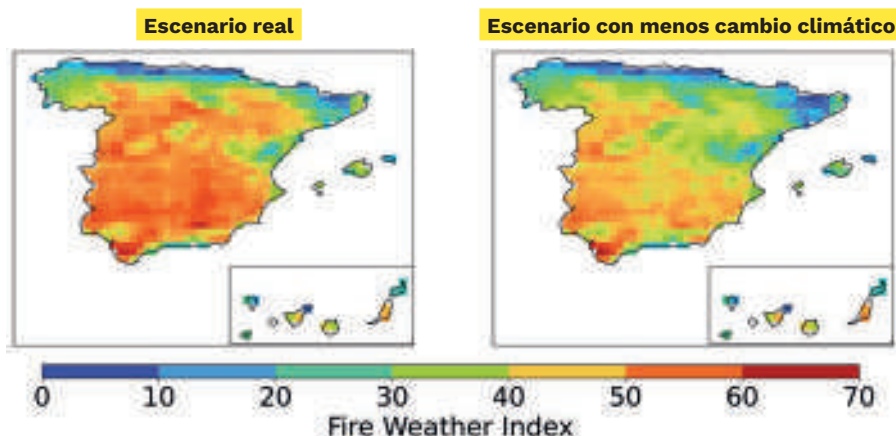 Escenario real
Escenario con menos cambio climático
0 10 20 30 40 50 60 70
Fire Weather Index